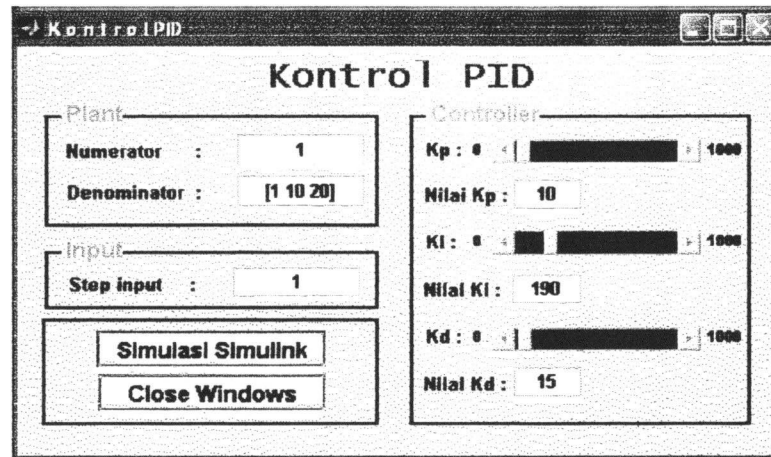 KontrolPID
Kontrol PID
Plant
Numerator : 1
Denominator : [1 10 20]
Input
Step input : 1
Simulasi Simulink
Close Windows
Controller
Kp : 0 1000
Nilai Kp : 10
Ki : 0 1000
Nilai Ki : 190
Kd : 0 1000
Nilai Kd : 15